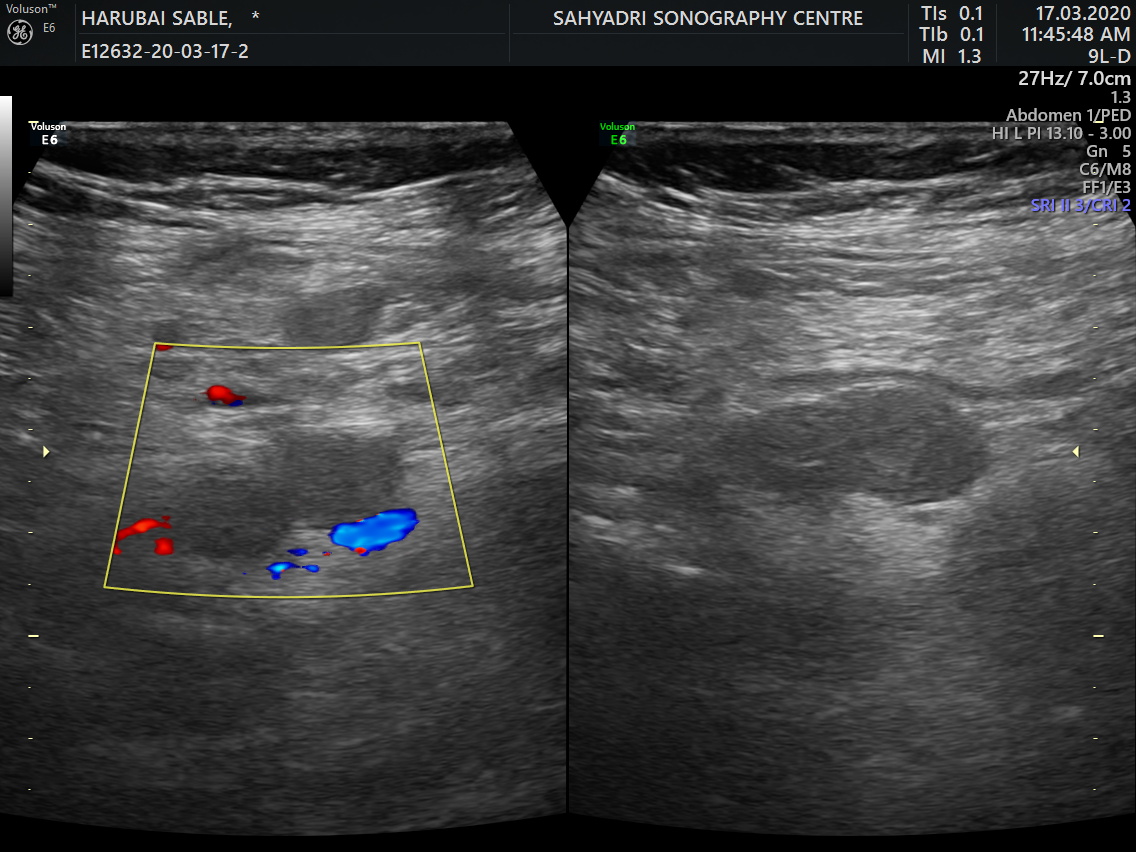 Voluson™
E6
HARUBAI SABLE, *
E12632-20-03-17-2
SAHYADRI SONOGRAPHY CENTRE
TIs 0.1
TIb 0.1
MI 1.3
17.03.2020
11:45:48 AM
9L-D
27Hz/ 7.0cm
1.3
Abdomen 1/PED
HI L PI 13.10 - 3.00
Gn 5
C6/M8
FF1/E3
SRI II 3/CRI 2
Voluson
E6
Voluson
E6